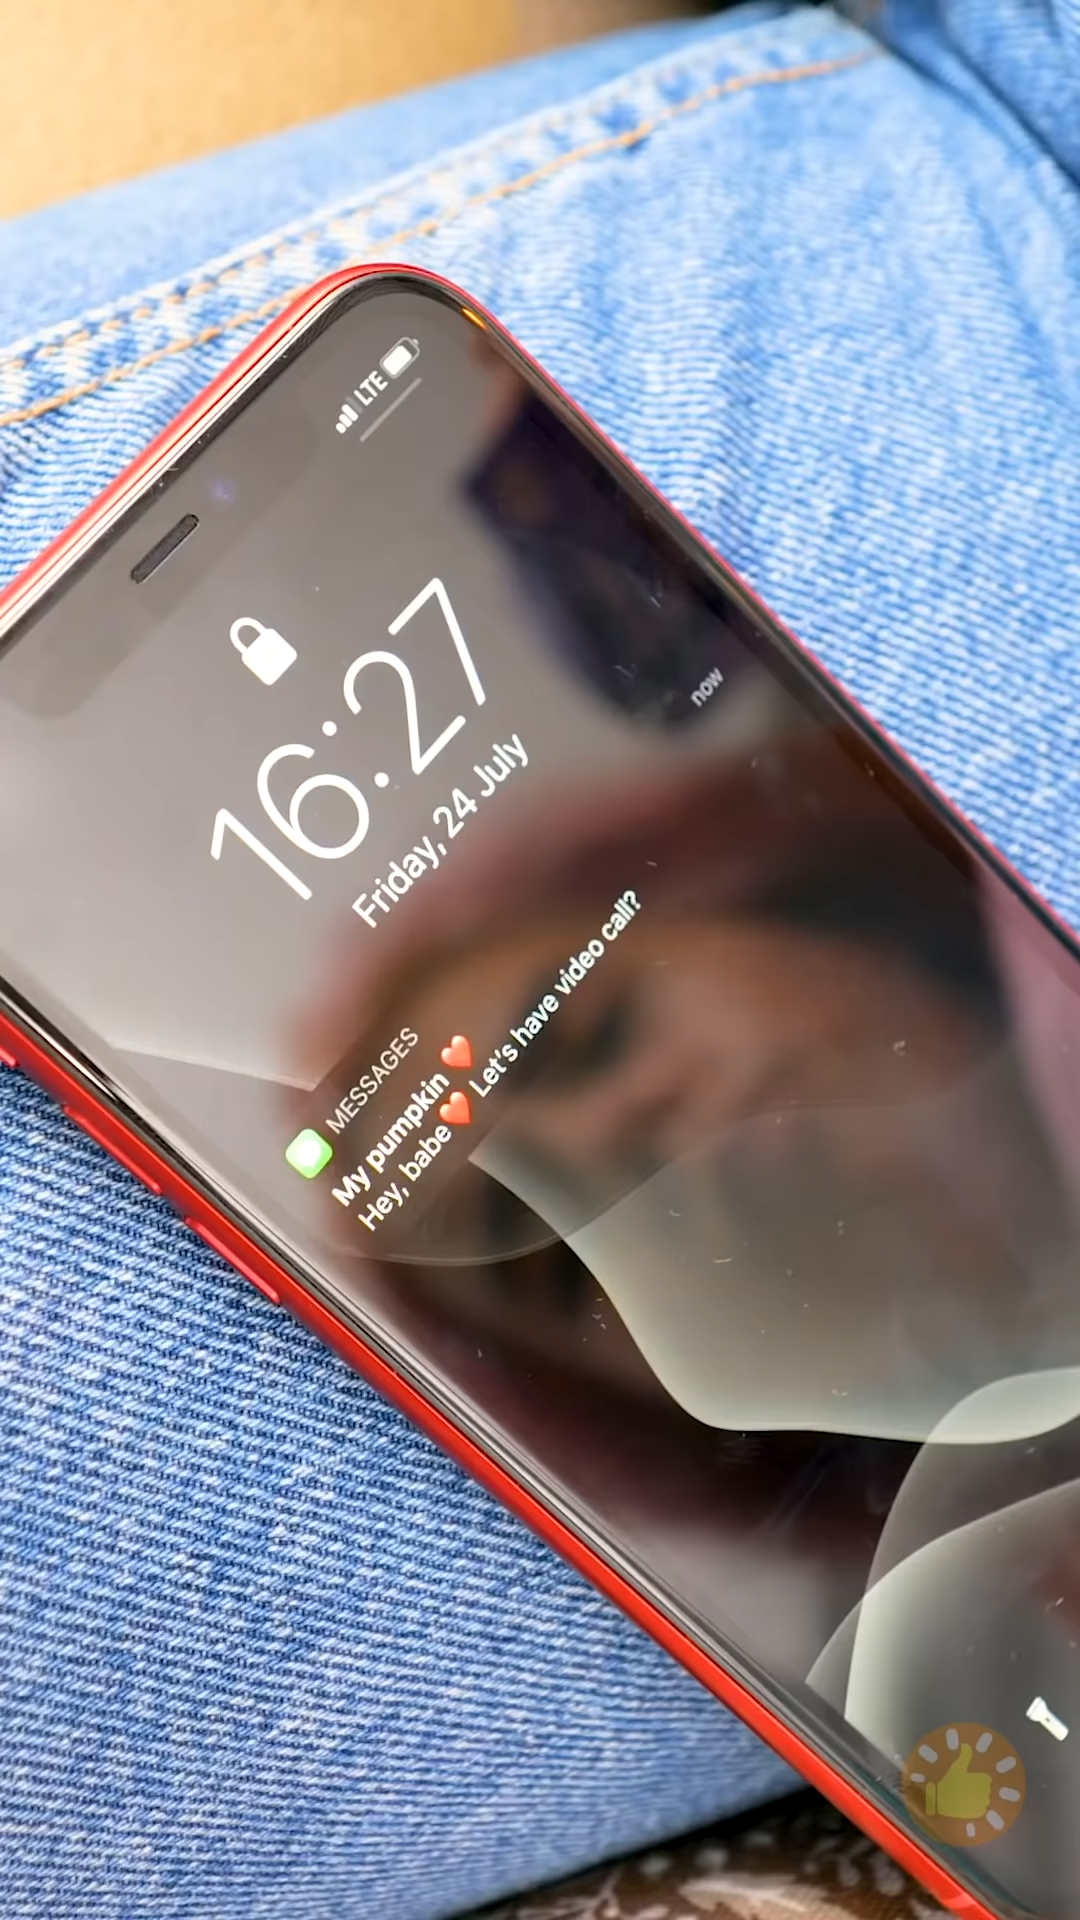 LTE
16:27
Friday, 24 July
MESSAGES
now
My pumpkin ❤️
Hey, babe❤️ Let's have video call?